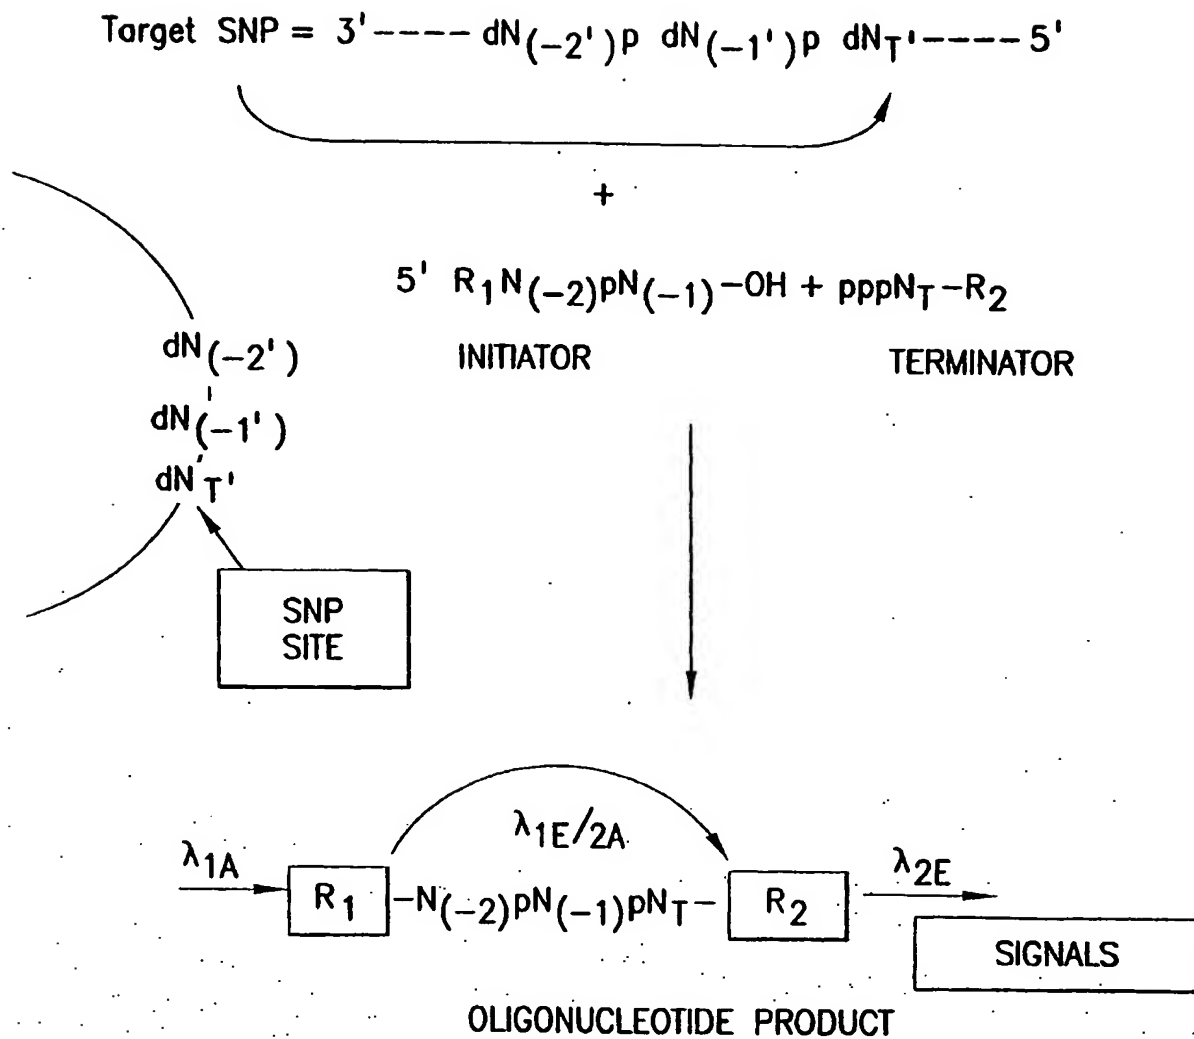 Target SNP = 3'---- dN(-2')p dN(-1')p dNT'---- 5'
+
5' R1N(-2)pN(-1)-OH + pppNT-R2
INITIATOR TERMINATOR
dN(-2')
dN(-1')
dNT'
SNP
SITE
λ1A
λ1E/2A
λ2E
R1 -N(-2)pN(-1)pNT- R2
SIGNALS
OLIGONUCLEOTIDE PRODUCT